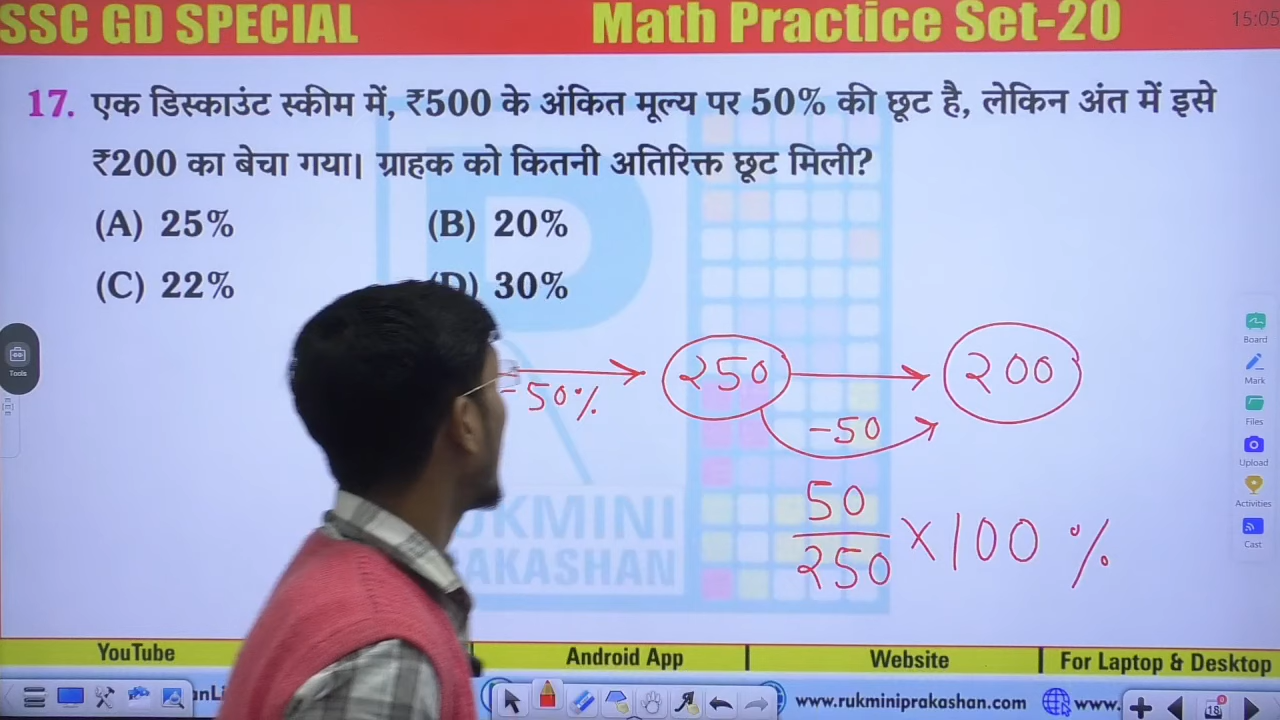 SSC GD SPECIAL Math Practice Set-20 15:05
17. एक डिस्काउंट स्कीम में, ₹500 के अंकित मूल्य पर 50% की छूट है, लेकिन अंत में इसे
₹200 का बेचा गया। ग्राहक को कितनी अतिरिक्त छूट मिली?
(A) 25% (B) 20%
(C) 22% (D) 30%
-50% 250 200
-50
50
250 ×100 %
RUKMINI
PRAKASHAN
Tools
Board
Mark
Files
Upload
Activities
Cast
YouTube Android App Website For Laptop & Desktop
www.rukminiprakashan.com www.
18